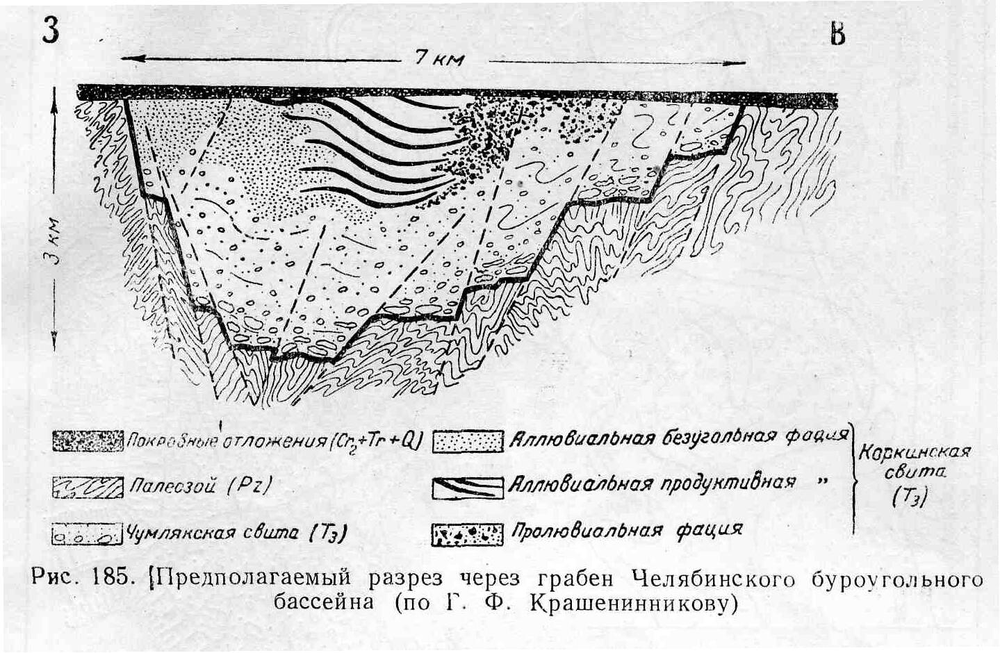 З В
7 км
3 км
Покровные отложения (Cr₂+Tr+Q)
Палеозой (Pz)
Чумлякская свита (T₃)
Аллювиальная безугольная фация
Аллювиальная продуктивная „
Пролювиальная фация
Коркинская
свита
(T₃)
Рис. 185. [Предполагаемый разрез через грабен Челябинского буроугольного
бассейна (по Г. Ф. Крашенинникову)